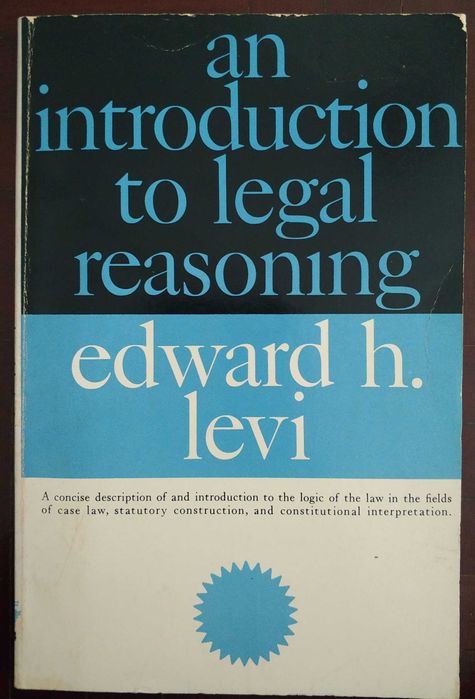 an
introduction
to legal
reasoning
edward h.
levi
A concise description of and introduction to the logic of the law in the fields
of case law, statutory construction, and constitutional interpretation.